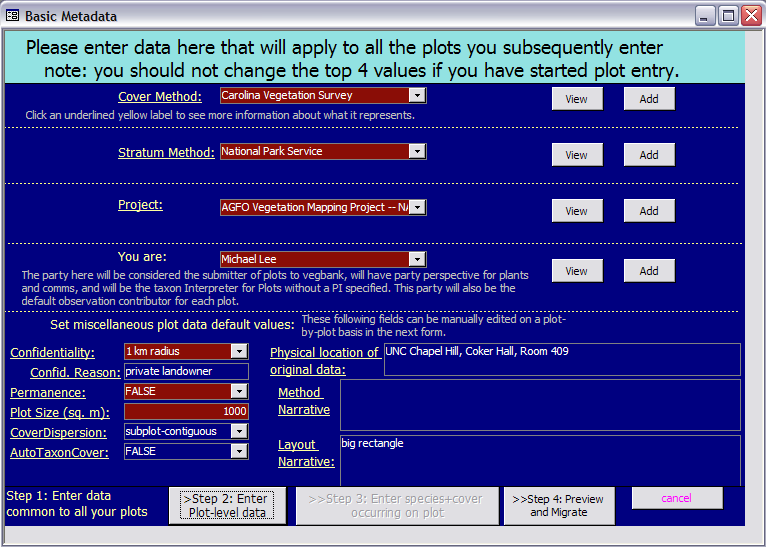 Basic Metadata
Please enter data here that will apply to all the plots you subsequently enter
note: you should not change the top 4 values if you have started plot entry.
Cover Method: Carolina Vegetation Survey View Add
Click an underlined yellow label to see more information about what it represents.
Stratum Method: National Park Service View Add
Project: AGFO Vegetation Mapping Project -- NA View Add
You are: Michael Lee View Add
The party here will be considered the submitter of plots to vegbank, will have party perspective for plants
and comms, and will be the taxon Interpreter for Plots without a PI specified. This party will also be the
default observation contributor for each plot.
Set miscellaneous plot data default values: These following fields can be manually edited on a plot-
by-plot basis in the next form.
Confidentiality: 1 km radius
Confid. Reason: private landowner
Permanence: FALSE
Plot Size (sq. m): 1000
CoverDispersion: subplot-contiguous
AutoTaxonCover: FALSE
Physical location of UNC Chapel Hill, Coker Hall, Room 409
original data:
Method
Narrative
Layout big rectangle
Narrative:
Step 1: Enter data
common to all your plots
>Step 2: Enter
Plot-level data
>>Step 3: Enter species+cover
occurring on plot
>>Step 4: Preview
and Migrate
cancel